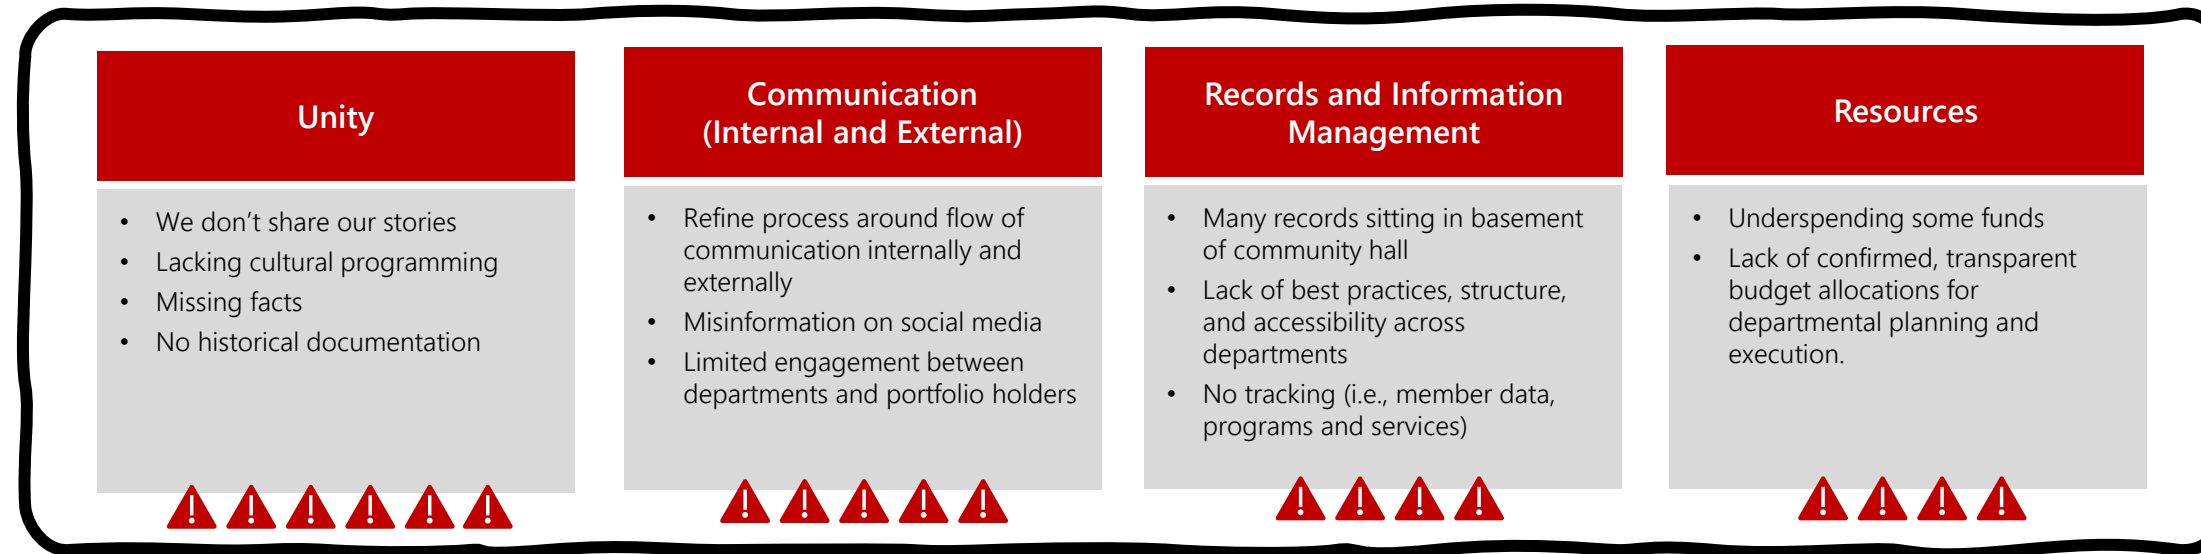 Unity
• We don’t share our stories
• Lacking cultural programming
• Missing facts
• No historical documentation
Communication
(Internal and External)
• Refine process around flow of
communication internally and
externally
• Misinformation on social media
• Limited engagement between
departments and portfolio holders
Records and Information
Management
• Many records sitting in basement
of community hall
• Lack of best practices, structure,
and accessibility across
departments
• No tracking (i.e., member data,
programs and services)
Resources
• Underspending some funds
• Lack of confirmed, transparent
budget allocations for
departmental planning and
execution.